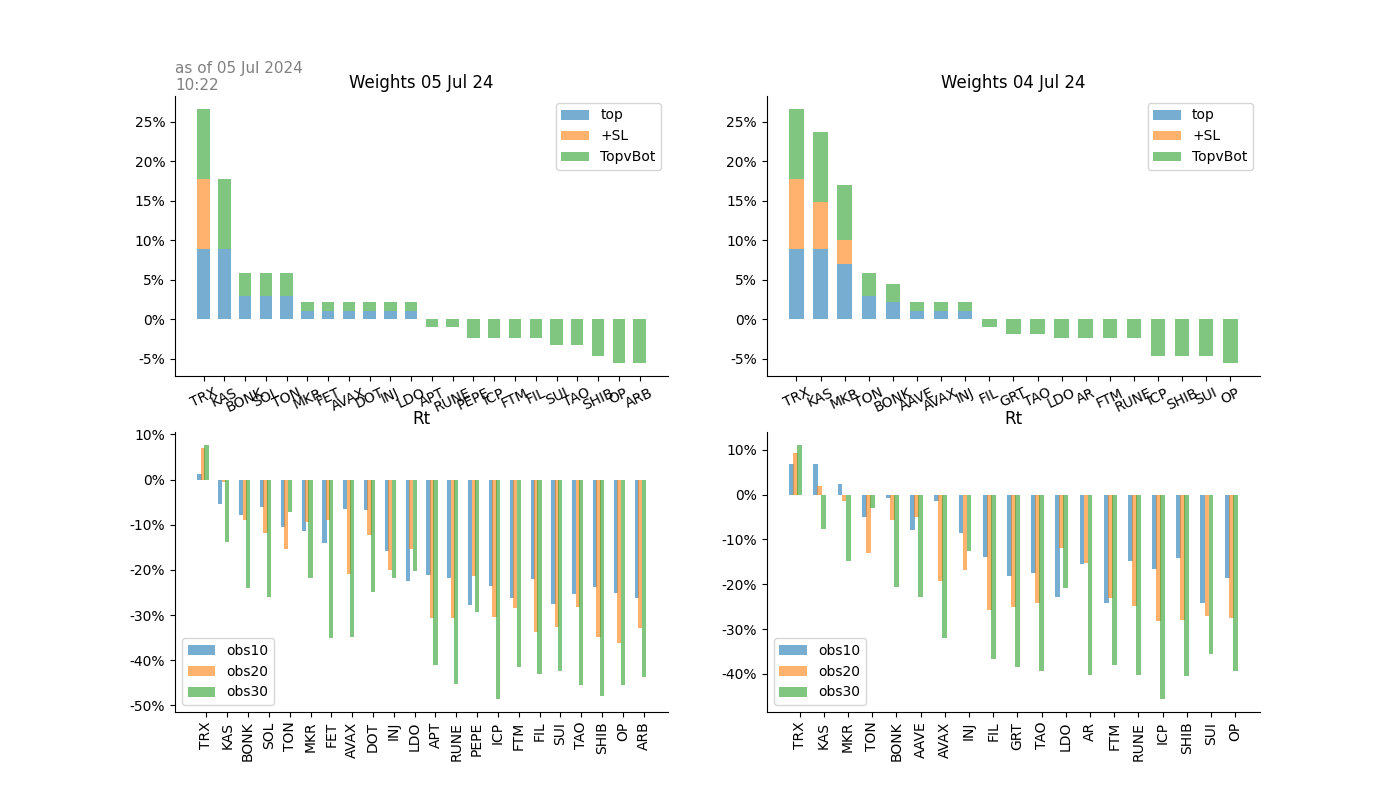 as of 05 Jul 2024
10:22
Weights 05 Jul 24
25%
20%
15%
10%
5%
0%
-5%
top
+SL
TopvBot
TRX KAS BONK SOL TON MKR FET AVAX DOT INJ LDO APT RUNE PEPE ICP FTM FIL SUI TAO SHIB OP ARB
Weights 04 Jul 24
25%
20%
15%
10%
5%
0%
-5%
top
+SL
TopvBot
TRX KAS MKR TON BONK AAVE AVAX INJ FIL GRT TAO LDO AR FTM RUNE ICP SHIB SUI OP
Rt
10%
0%
-10%
-20%
-30%
-40%
-50%
obs10
obs20
obs30
TRX KAS BONK SOL TON MKR FET AVAX DOT INJ LDO APT RUNE PEPE ICP FTM FIL SUI TAO SHIB OP ARB
Rt
10%
0%
-10%
-20%
-30%
-40%
obs10
obs20
obs30
TRX KAS MKR TON BONK AAVE AVAX INJ FIL GRT TAO LDO AR FTM RUNE ICP SHIB SUI OP